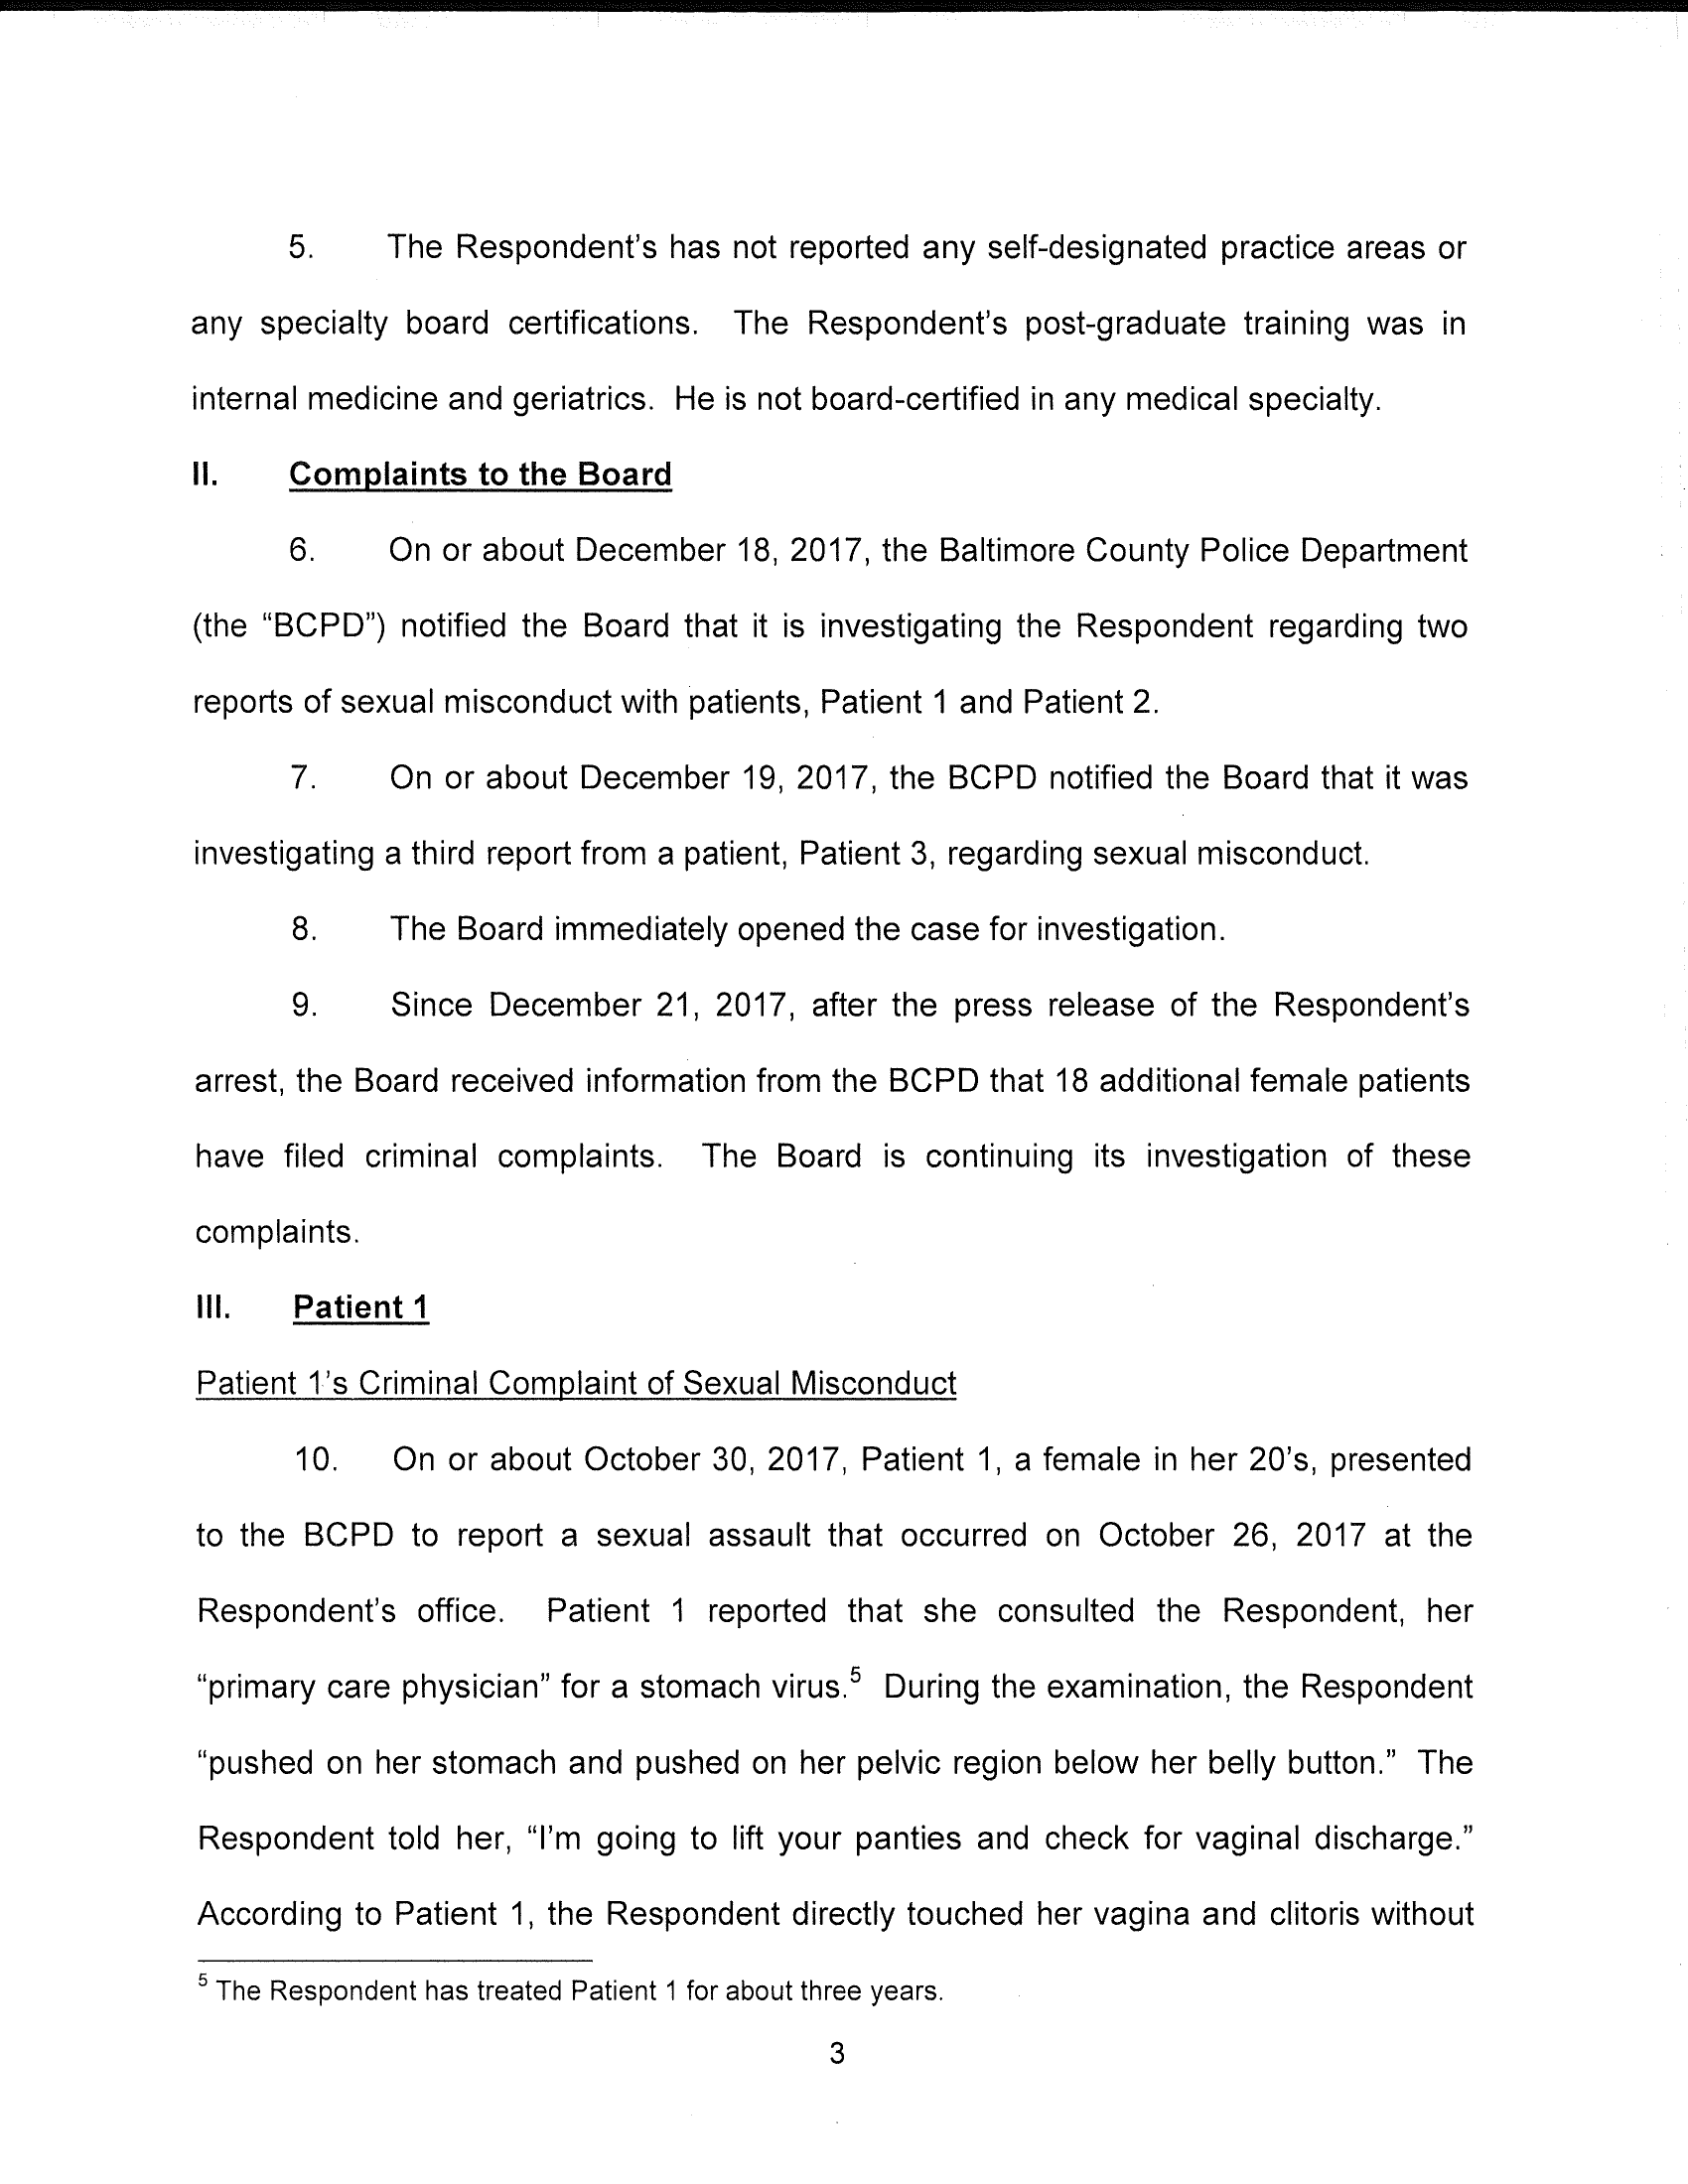 5. The Respondent's has not reported any self-designated practice areas or
any specialty board certifications. The Respondent's post-graduate training was in
internal medicine and geriatrics. He is not board-certified in any medical specialty.
II. Complaints to the Board
6. On or about December 18, 2017, the Baltimore County Police Department
(the “BCPD”) notified the Board that it is investigating the Respondent regarding two
reports of sexual misconduct with patients, Patient 1 and Patient 2.
7. On or about December 19, 2017, the BCPD notified the Board that it was
investigating a third report from a patient, Patient 3, regarding sexual misconduct.
8. The Board immediately opened the case for investigation.
9. Since December 21, 2017, after the press release of the Respondent's
arrest, the Board received information from the BCPD that 18 additional female patients
have filed criminal complaints. The Board is continuing its investigation of these
complaints.
III. Patient 1
Patient 1's Criminal Complaint of Sexual Misconduct
10. On or about October 30, 2017, Patient 1, a female in her 20's, presented
to the BCPD to report a sexual assault that occurred on October 26, 2017 at the
Respondent's office. Patient 1 reported that she consulted the Respondent, her
“primary care physician” for a stomach virus.5 During the examination, the Respondent
“pushed on her stomach and pushed on her pelvic region below her belly button.” The
Respondent told her, “I'm going to lift your panties and check for vaginal discharge.”
According to Patient 1, the Respondent directly touched her vagina and clitoris without
5 The Respondent has treated Patient 1 for about three years.
3